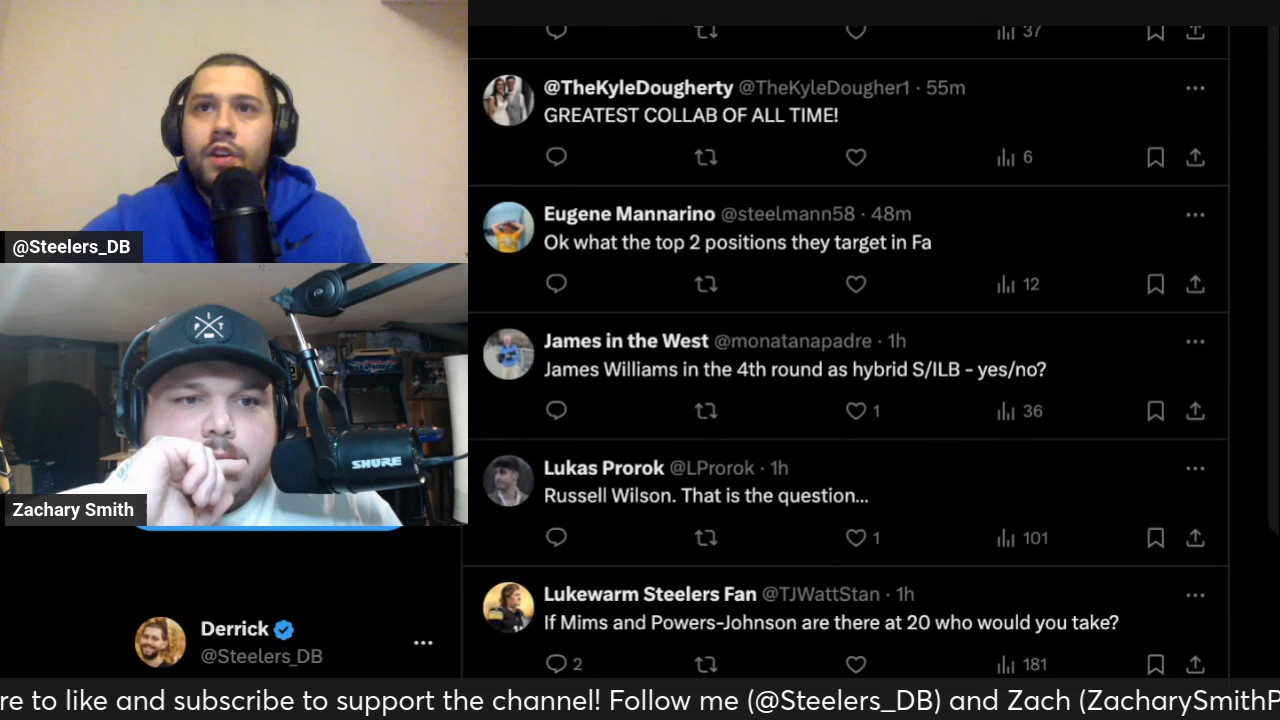 37
@TheKyleDougherty @TheKyleDougher1 · 55m
GREATEST COLLAB OF ALL TIME!
6
Eugene Mannarino @steelmann58 · 48m
Ok what the top 2 positions they target in Fa
12
@Steelers_DB
James in the West @monatanapadre · 1h
James Williams in the 4th round as hybrid S/ILB - yes/no?
1 36
PIT
SHURE
Lukas Prorok @LProrok · 1h
Russell Wilson. That is the question...
1 101
Zachary Smith
Lukewarm Steelers Fan @TJWattStan · 1h
If Mims and Powers-Johnson are there at 20 who would you take?
2 181
Derrick
@Steelers_DB
re to like and subscribe to support the channel! Follow me (@Steelers_DB) and Zach (ZacharySmithP